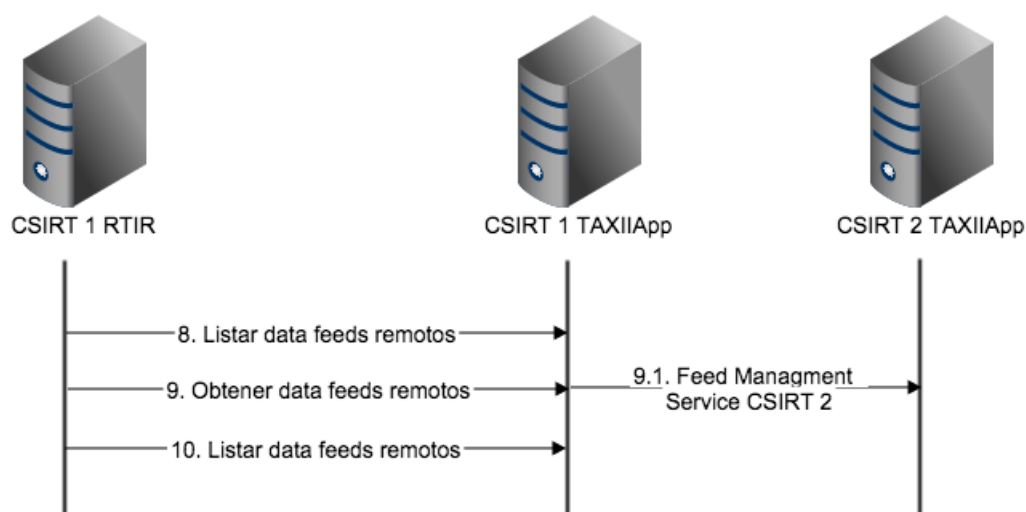 CSIRT 1 RTIR
CSIRT 1 TAXIIApp
CSIRT 2 TAXIIApp
8. Listar data feeds remotos
9. Obtener data feeds remotos
9.1. Feed Managment
Service CSIRT 2
10. Listar data feeds remotos